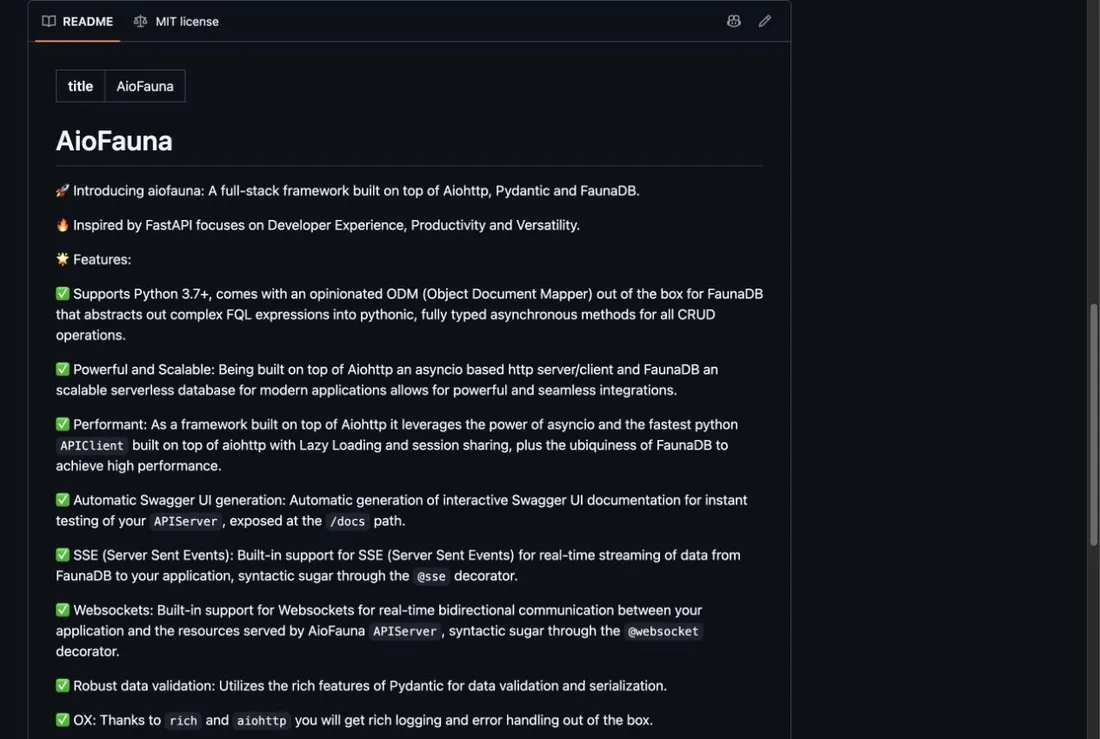 README MIT license
title AioFauna
AioFauna
🚀 Introducing aiofauna: A full-stack framework built on top of Aiohttp, Pydantic and FaunaDB.
🔥 Inspired by FastAPI focuses on Developer Experience, Productivity and Versatility.
🌟 Features:
✅ Supports Python 3.7+, comes with an opinionated ODM (Object Document Mapper) out of the box for FaunaDB
that abstracts out complex FQL expressions into pythonic, fully typed asynchronous methods for all CRUD
operations.
✅ Powerful and Scalable: Being built on top of Aiohttp an asyncio based http server/client and FaunaDB an
scalable serverless database for modern applications allows for powerful and seamless integrations.
✅ Performant: As a framework built on top of Aiohttp it leverages the power of asyncio and the fastest python
APIClient built on top of aiohttp with Lazy Loading and session sharing, plus the ubiquiness of FaunaDB to
achieve high performance.
✅ Automatic Swagger UI generation: Automatic generation of interactive Swagger UI documentation for instant
testing of your APIServer, exposed at the /docs path.
✅ SSE (Server Sent Events): Built-in support for SSE (Server Sent Events) for real-time streaming of data from
FaunaDB to your application, syntactic sugar through the @sse decorator.
✅ Websockets: Built-in support for Websockets for real-time bidirectional communication between your
application and the resources served by AioFauna APIServer, syntactic sugar through the @websocket
decorator.
✅ Robust data validation: Utilizes the rich features of Pydantic for data validation and serialization.
✅ OX: Thanks to rich and aiohttp you will get rich logging and error handling out of the box.